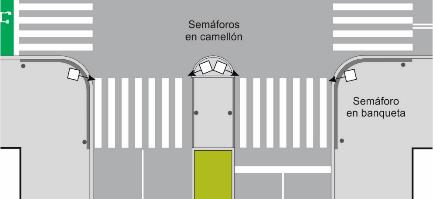 Semáforos
en camellón
Semáforo
en banqueta